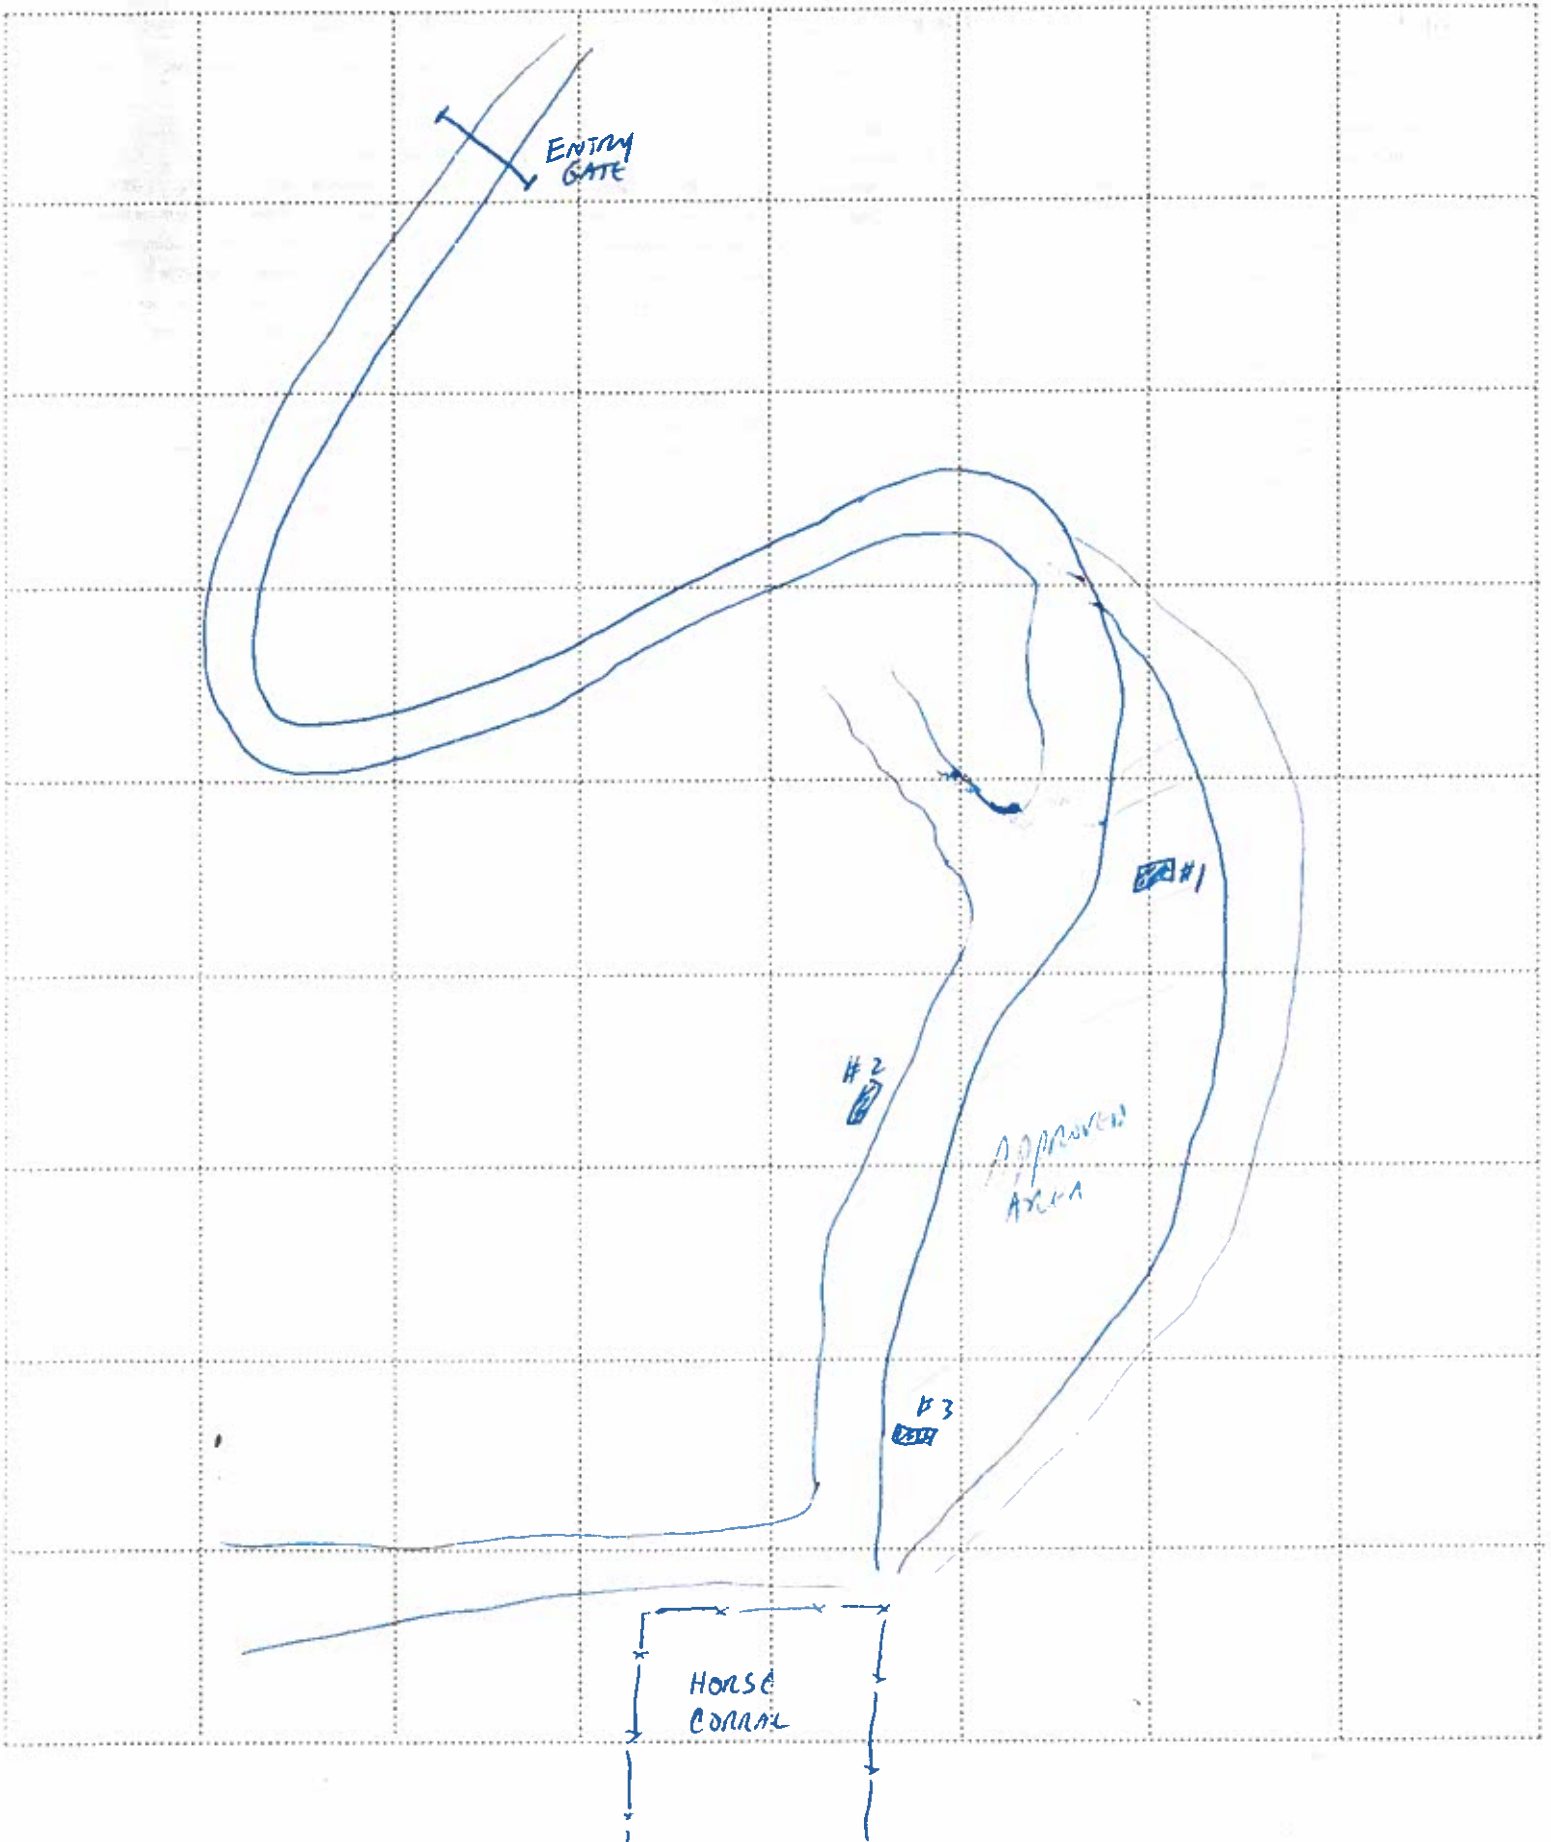 ENTRY
GATE
#1
#2
APPROVED
AREA
#3
HORSE
CORRAL